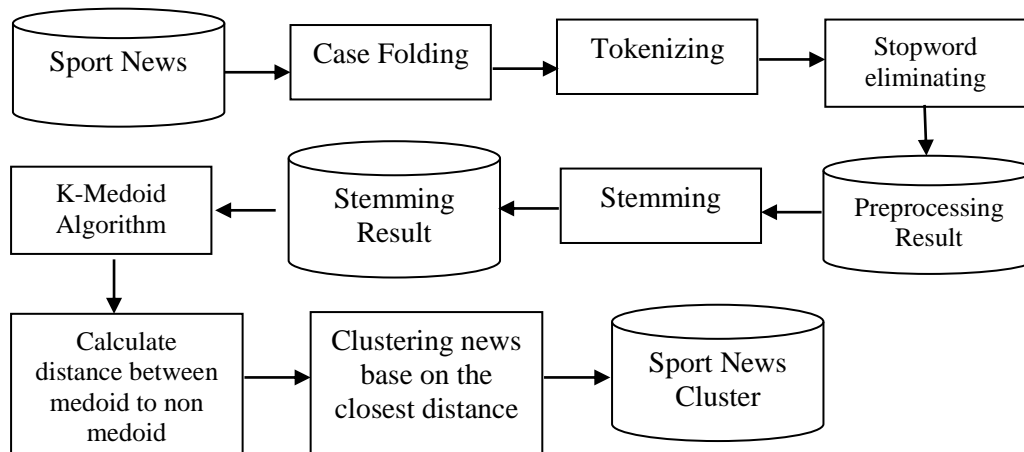 Sport News
Case Folding
Tokenizing
Stopword
eliminating
Preprocessing
Result
Stemming
Stemming
Result
K-Medoid
Algorithm
Calculate
distance between
medoid to non
medoid
Clustering news
base on the
closest distance
Sport News
Cluster